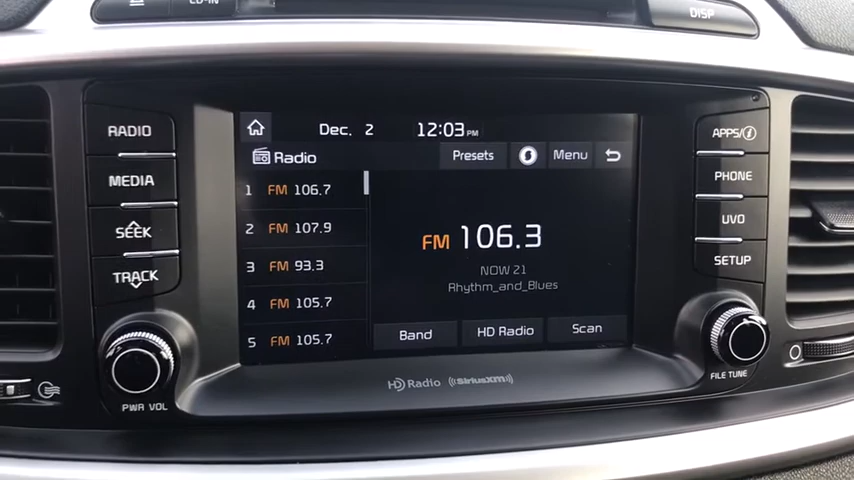 CD-IN
DISP
RADIO
MEDIA
SEEK
TRACK
PWR VOL
Dec. 2 12:03 PM
Radio Presets Menu
1 FM 106.7
2 FM 107.9
3 FM 93.3
4 FM 105.7
5 FM 105.7
FM 106.3
NOW 21
Rhythm_and_Blues
Band HD Radio Scan
HD Radio ((SiriusXM))
APPS/i
PHONE
UVO
SETUP
FILE TUNE